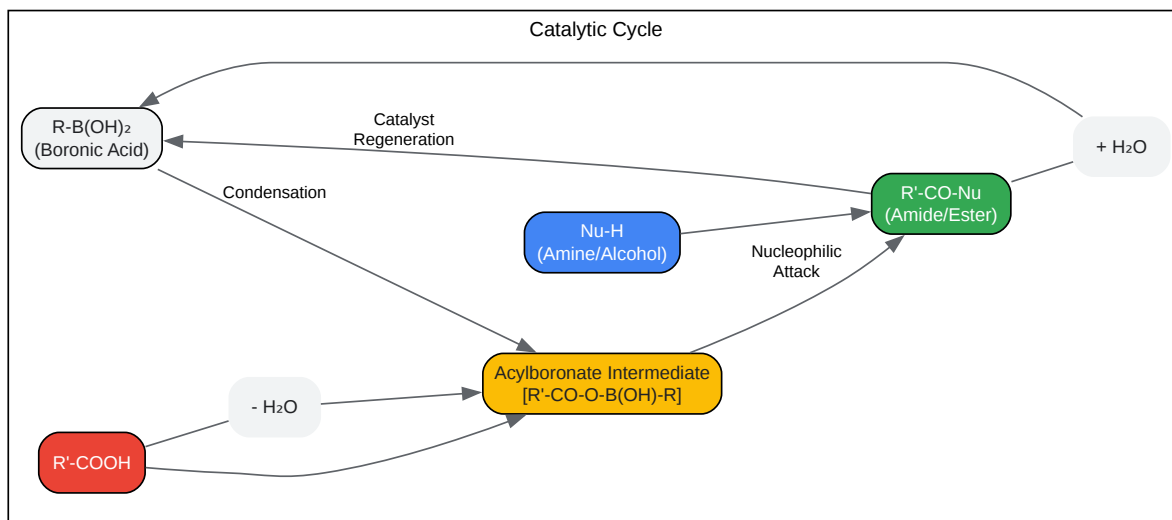 Catalytic Cycle
R-B(OH)₂
(Boronic Acid)
Catalyst
Regeneration
+ H₂O
Condensation
R'-CO-Nu
(Amide/Ester)
Nu-H
(Amine/Alcohol)
Nucleophilic
Attack
Acylboronate Intermediate
[R'-CO-O-B(OH)-R]
- H₂O
R'-COOH